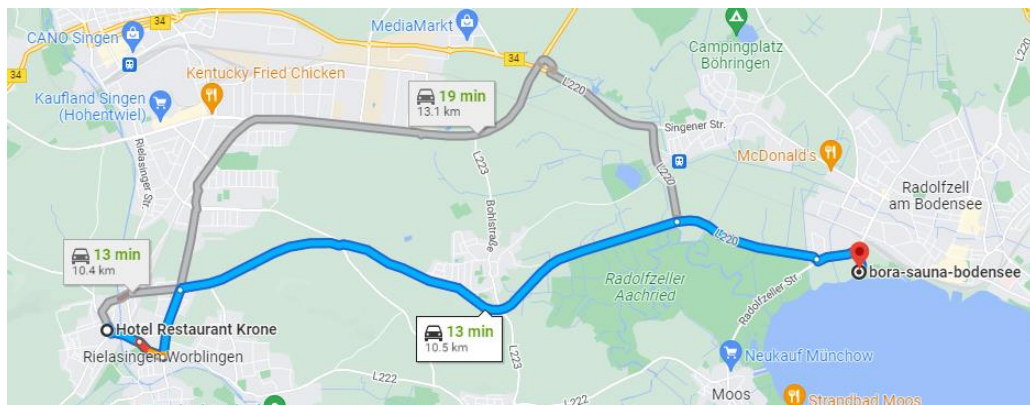 34
CANO Singen
MediaMarkt
34
34
L220
Campingplatz
Böhringen
Kentucky Fried Chicken
Kaufland Singen
(Hohentwiel)
19 min
13.1 km
Rielasinger Str
Singener Str.
McDonald's
L223
L220
Radolfzell
am Bodensee
Bohlstraße
13 min
10.4 km
L220
bora-sauna-bodensee
Radolfzeller
Aachried
Radolfzeller Str.
Hotel Restaurant Krone
13 min
10.5 km
Rielasingen-Worblingen
L223
Neukauf Münchow
L222
L222
Moos
Strandbad Moos